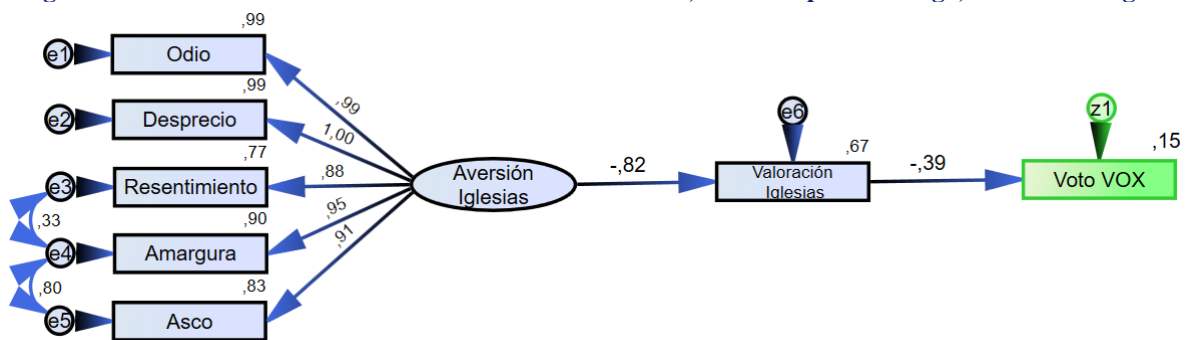 ,99
e1
Odio
,99
e2
Desprecio
,77
e3
Resentimiento
,33
,90
e4
Amargura
,80
,83
e5
Asco
,99
1,00
,88
,95
,91
Aversión
Iglesias
-,82
e6
,67
Valoración
Iglesias
-,39
z1
,15
Voto VOX